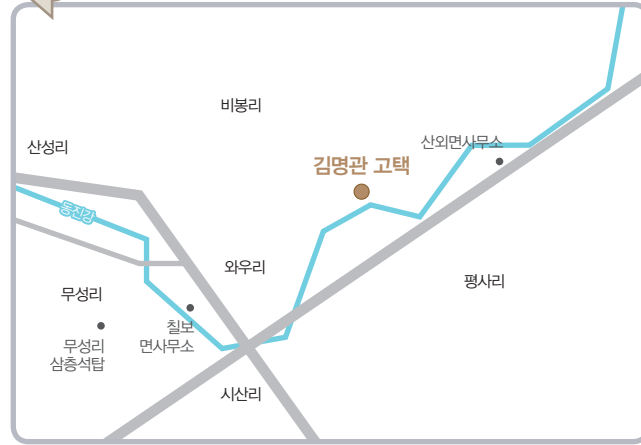 비봉리
산성리
산외면사무소
김명관 고택
동진강
와우리
평사리
무성리
칠보
면사무소
무성리
삼층석탑
시산리